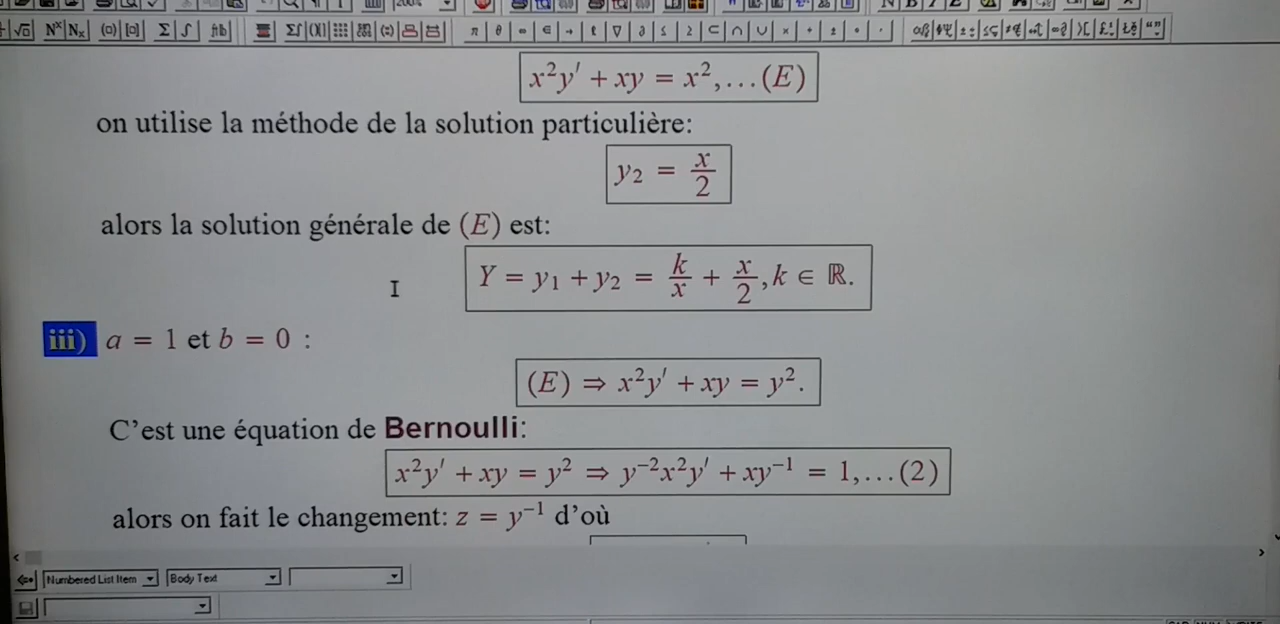 x²y′ + xy = x²,…(E)
on utilise la méthode de la solution particulière:
y₂ = x/2
alors la solution générale de (E) est:
Y = y₁ + y₂ = k/x + x/2, k ∈ ℝ.
iii) a = 1 et b = 0 :
(E) ⇒ x²y′ + xy = y².
C’est une équation de Bernoulli:
x²y′ + xy = y² ⇒ y⁻²x²y′ + xy⁻¹ = 1,…(2)
alors on fait le changement: z = y⁻¹ d’où
Numbered List Item Body Text